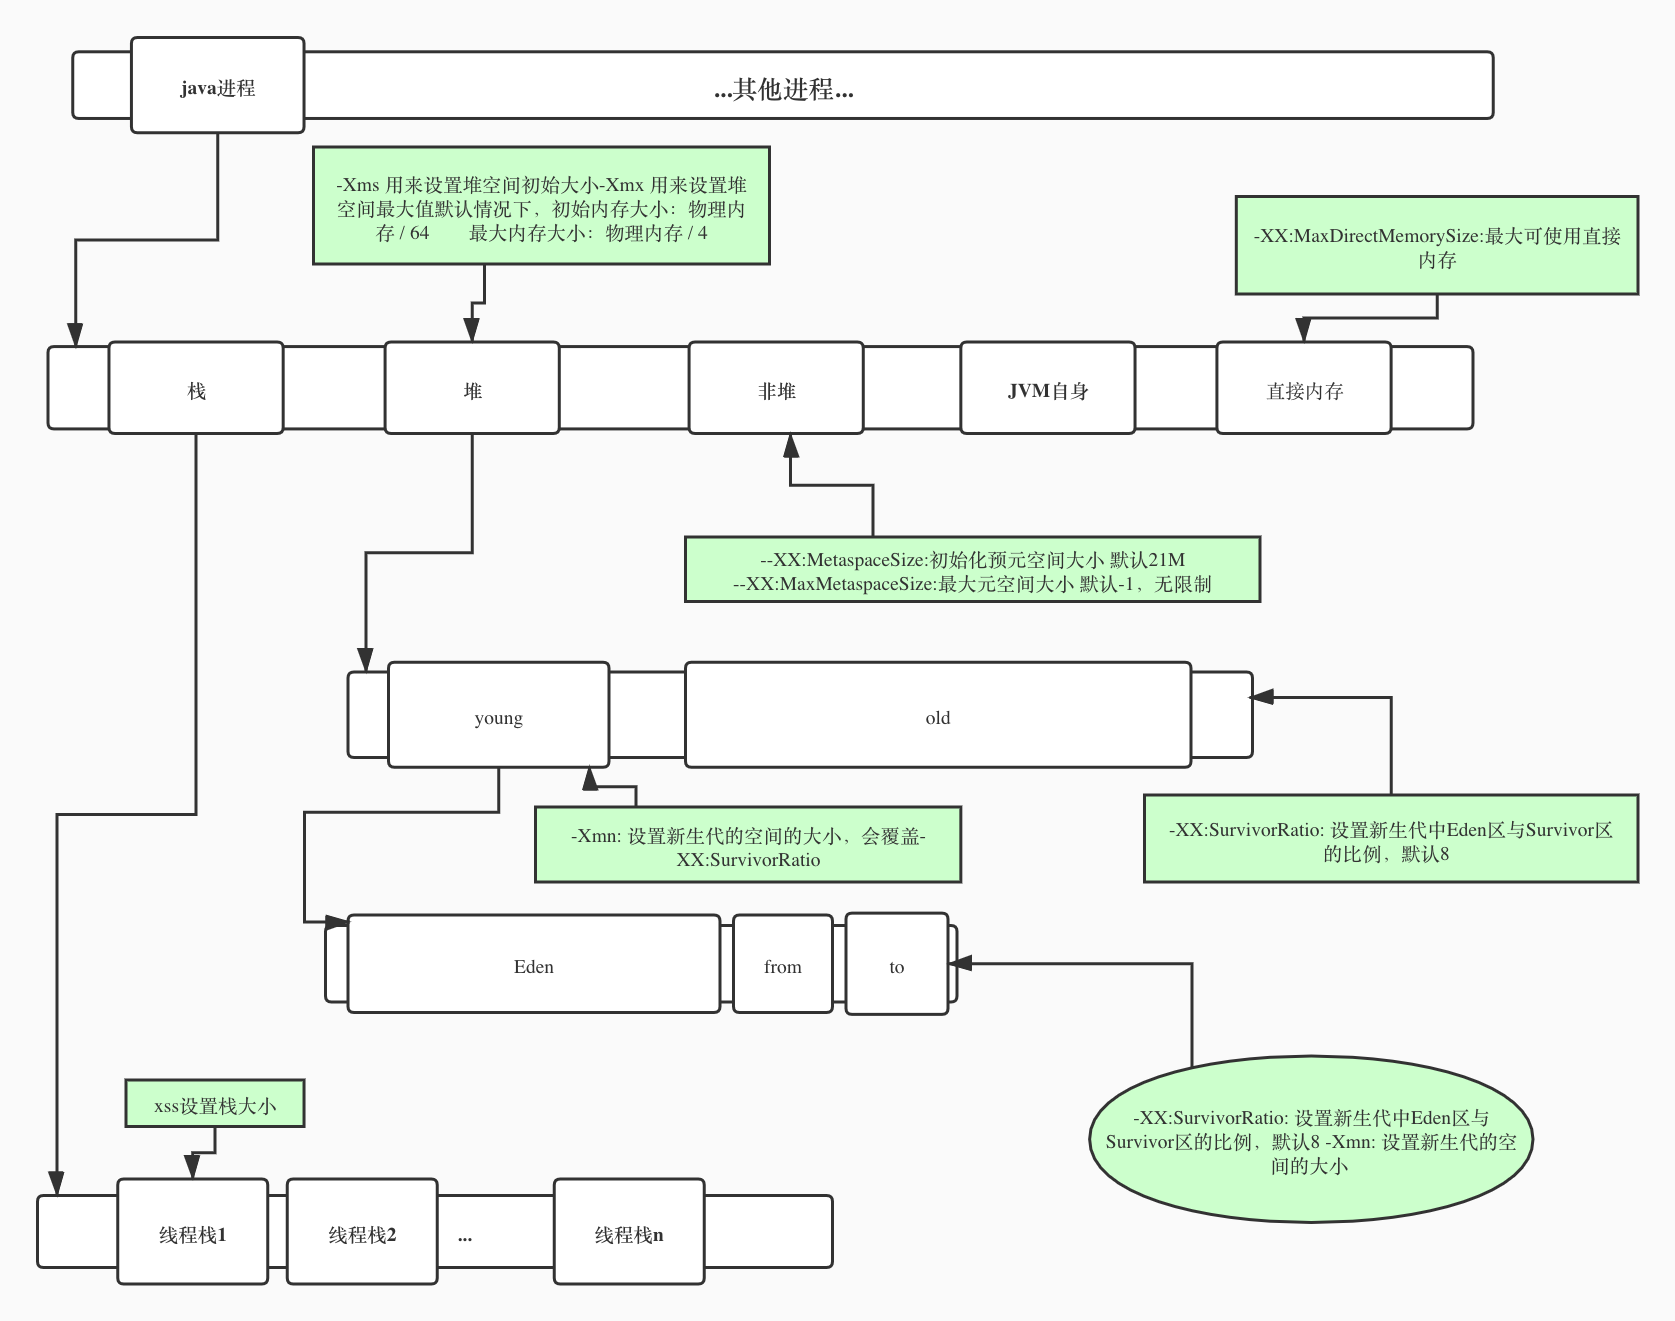 java进程
...其他进程...
-Xms 用来设置堆空间初始大小-Xmx 用来设置堆
空间最大值默认情况下，初始内存大小：物理内
存 / 64 最大内存大小：物理内存 / 4
-XX:MaxDirectMemorySize:最大可使用直接
内存
栈
堆
非堆
JVM自身
直接内存
--XX:MetaspaceSize:初始化预元空间大小 默认21M
--XX:MaxMetaspaceSize:最大元空间大小 默认-1，无限制
young
old
-Xmn: 设置新生代的空间的大小，会覆盖-
XX:SurvivorRatio
-XX:SurvivorRatio: 设置新生代中Eden区与Survivor区
的比例，默认8
Eden
from
to
xss设置栈大小
-XX:SurvivorRatio: 设置新生代中Eden区与
Survivor区的比例，默认8 -Xmn: 设置新生代的空
间的大小
线程栈1
线程栈2
...
线程栈n